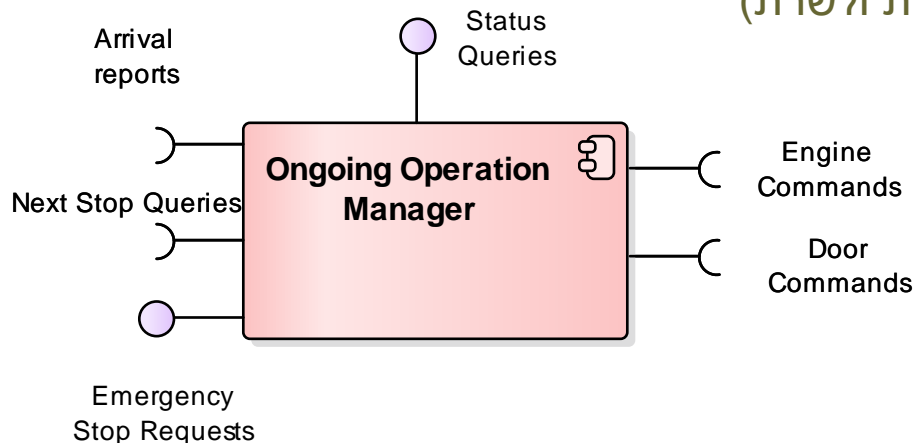 Status
Queries
Arrival
reports
Ongoing Operation
Manager
Engine
Commands
Next Stop Queries
Door
Commands
Emergency
Stop Requests